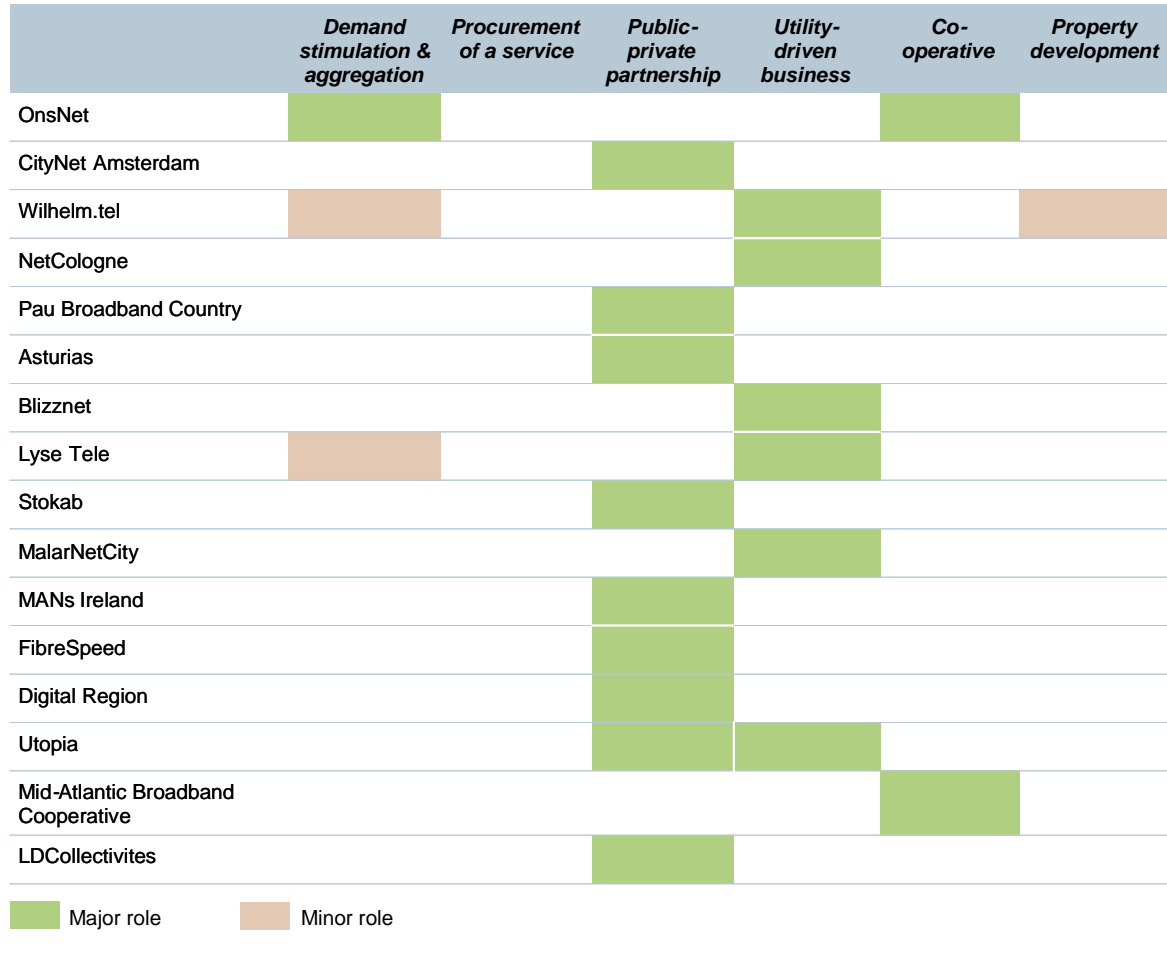 Demand stimulation & aggregation
Procurement of a service
Public-private partnership
Utility-driven business
Co-operative
Property development
OnsNet
CityNet Amsterdam
Wilhelm.tel
NetCologne
Pau Broadband Country
Asturias
Blizznet
Lyse Tele
Stokab
MalarNetCity
MANs Ireland
FibreSpeed
Digital Region
Utopia
Mid-Atlantic Broadband
Cooperative
LDCollectivites
Major role
Minor role